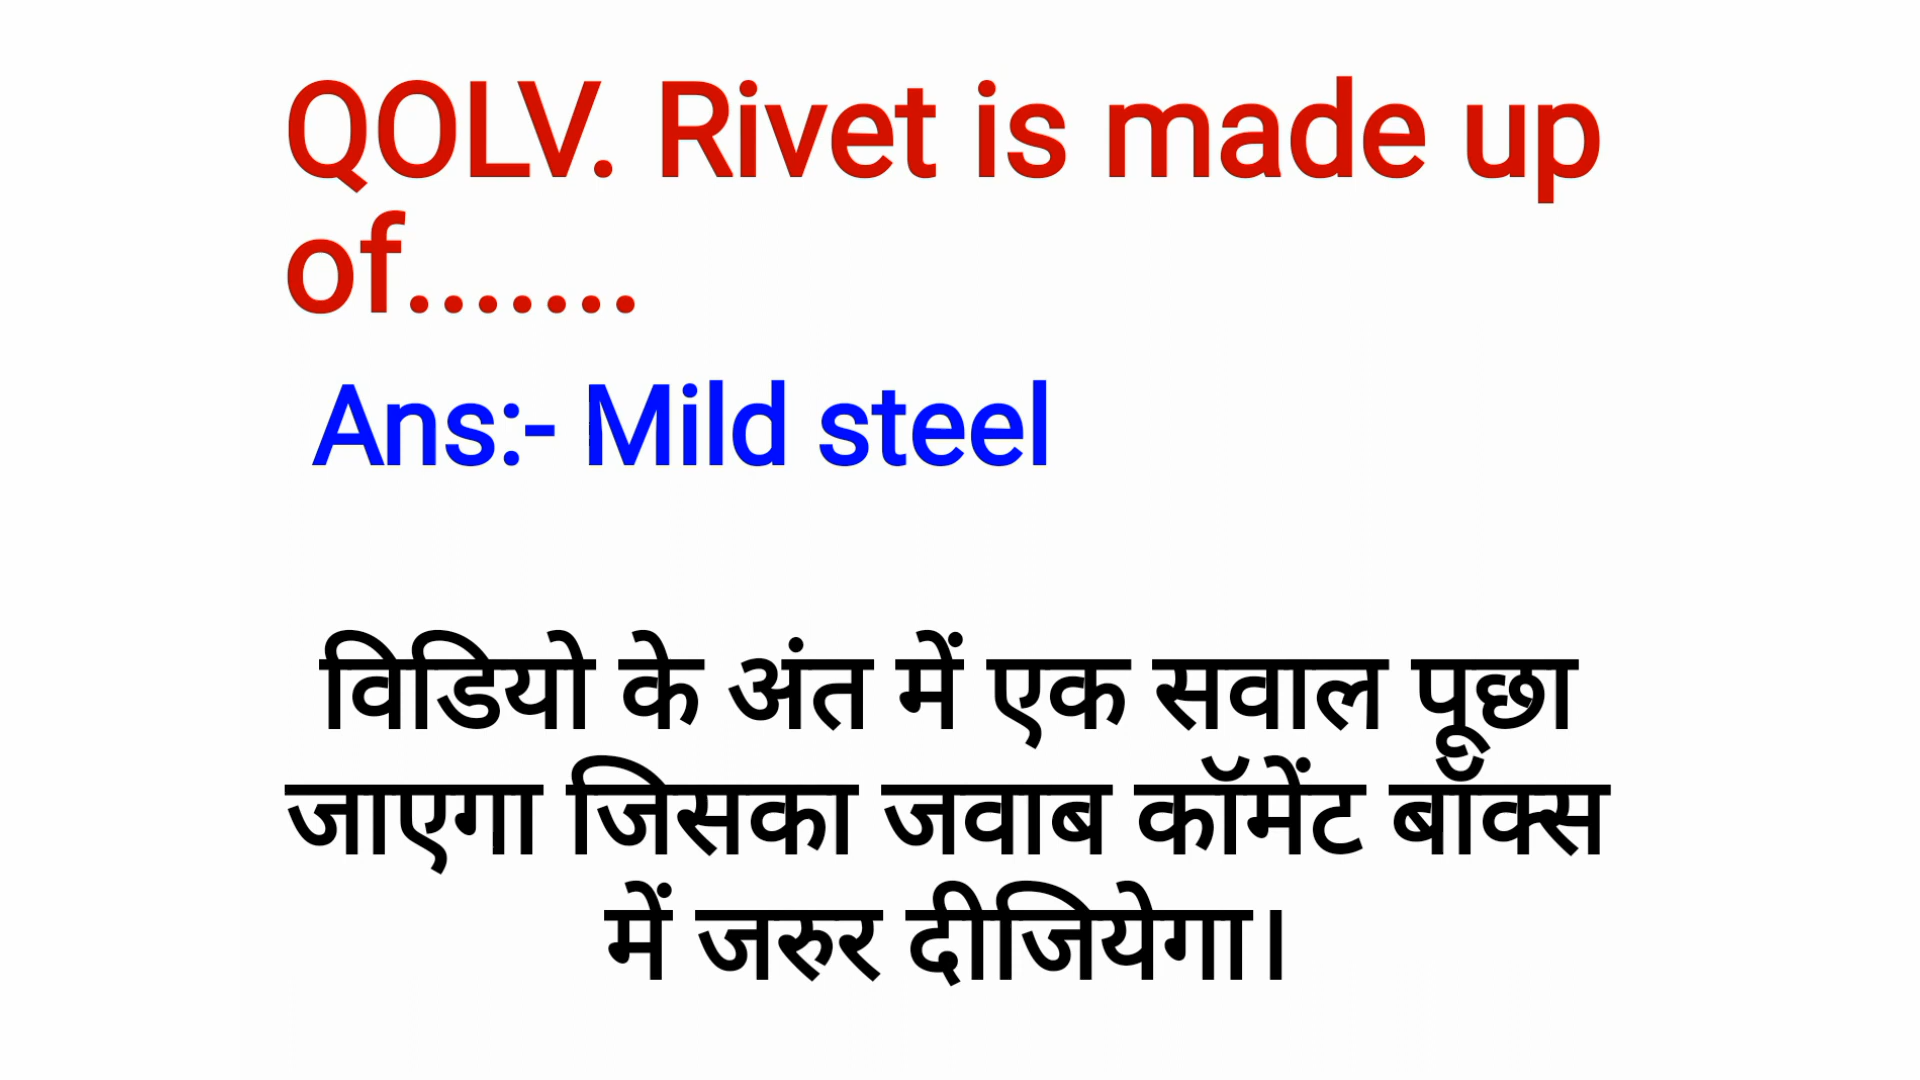 QOLV. Rivet is made up
of.......
Ans:- Mild steel
विडियो के अंत में एक सवाल पूछा
जाएगा जिसका जवाब कॉमेंट बॉक्स
में जरुर दीजियेगा।